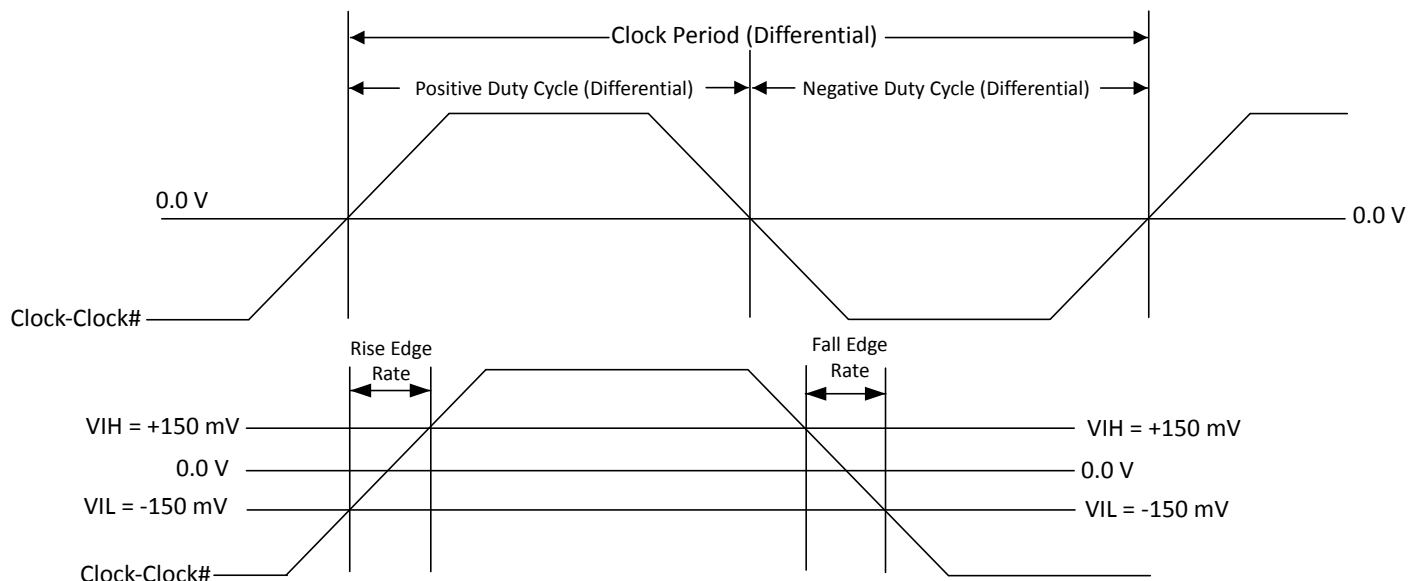 Clock Period (Differential)
Positive Duty Cycle (Differential)
Negative Duty Cycle (Differential)
0.0 V
0.0 V
Clock-Clock#
Rise Edge
Rate
Fall Edge
Rate
VIH = +150 mV
VIH = +150 mV
0.0 V
0.0 V
VIL = -150 mV
VIL = -150 mV
Clock-Clock#